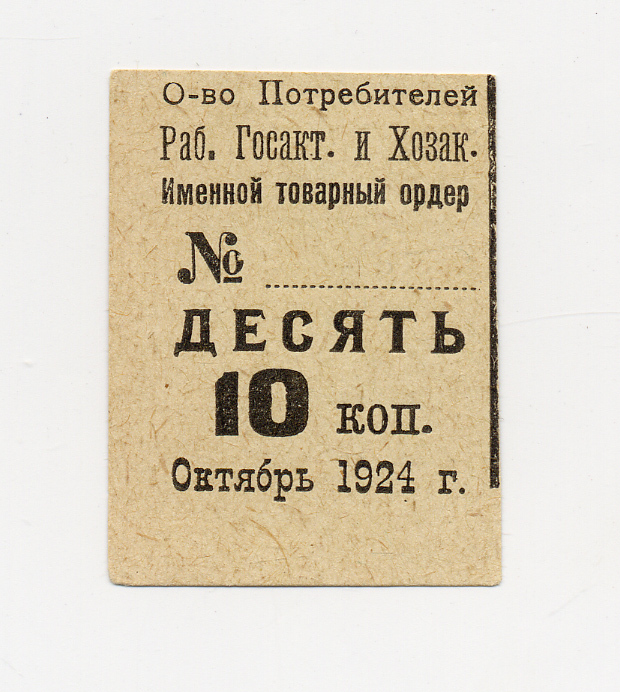 О-во Потребителей
Раб. Госакт. и Хозак.
Именной товарный ордер
№
ДЕСЯТЬ
10 коп.
Октябрь 1924 г.